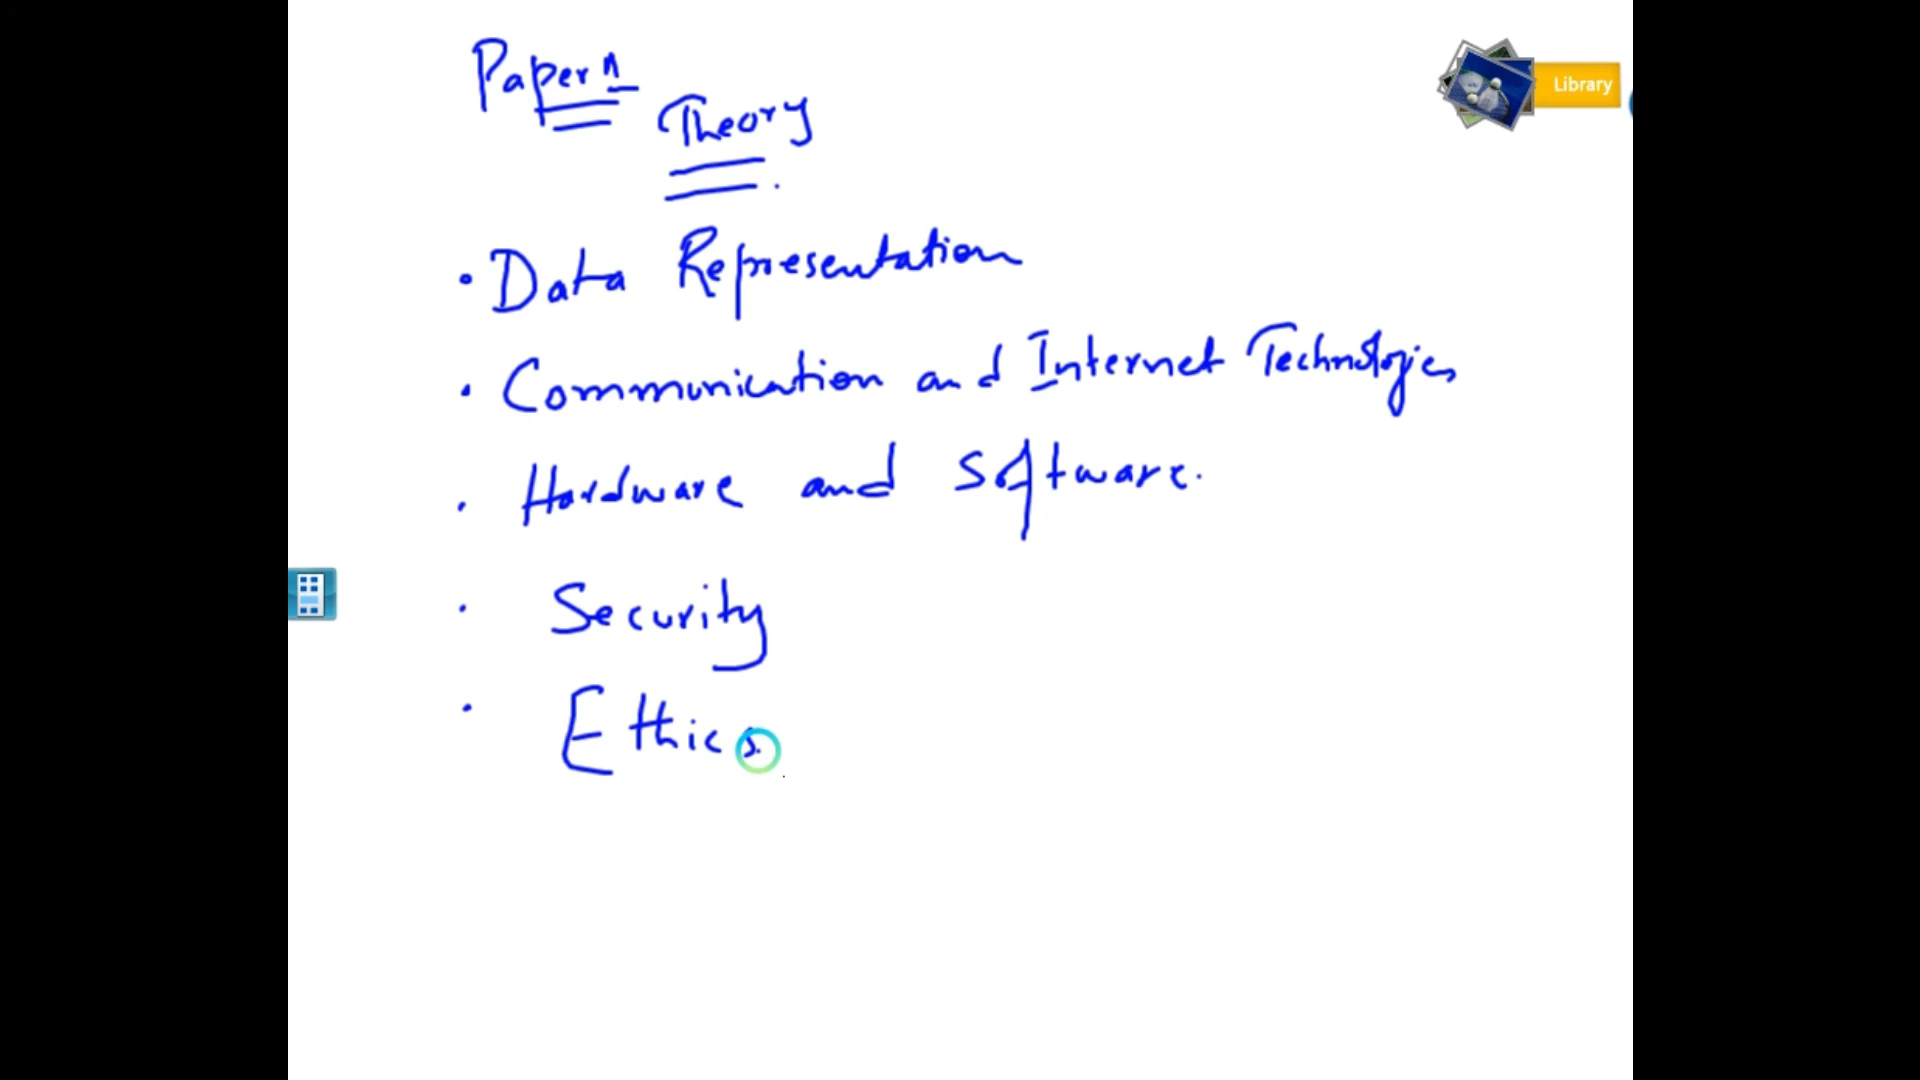 Paper 1
Theory
Library
• Data Representation
• Communication and Internet Technologies
• Hardware and Software.
• Security
• Ethics